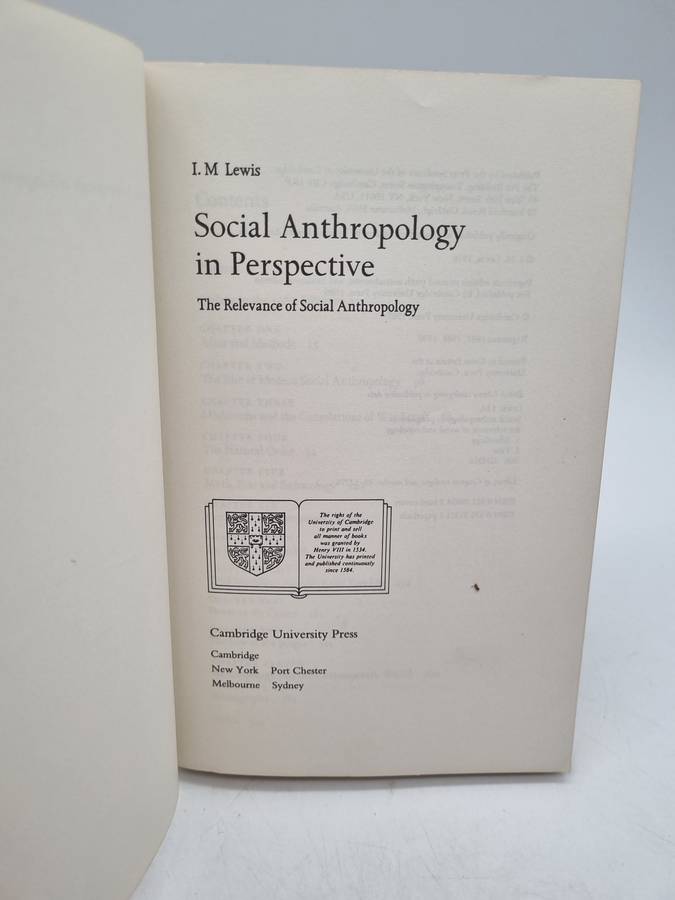 I. M Lewis
Social Anthropology
in Perspective
The Relevance of Social Anthropology
The right of the
University of Cambridge
to print and sell
all manner of books
was granted by
Henry VIII in 1534.
The University has printed
and published continuously
since 1584.
Cambridge University Press
Cambridge
New York Port Chester
Melbourne Sydney